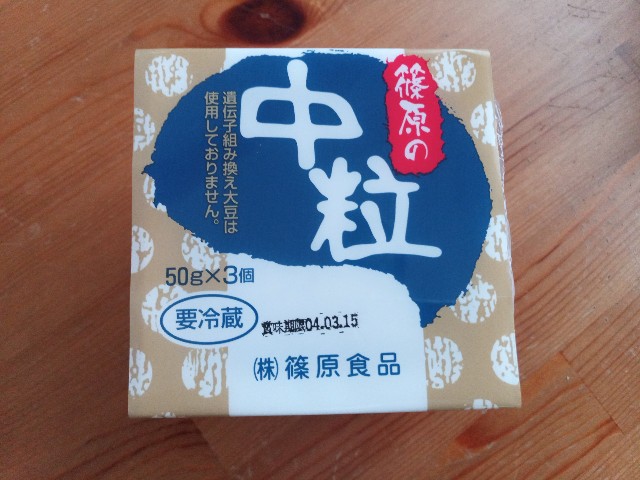 篠原の
中粒
遺伝子組み換え大豆は
使用しておりません。
50g×3個
要冷蔵
賞味期限04.03.15
(株)篠原食品